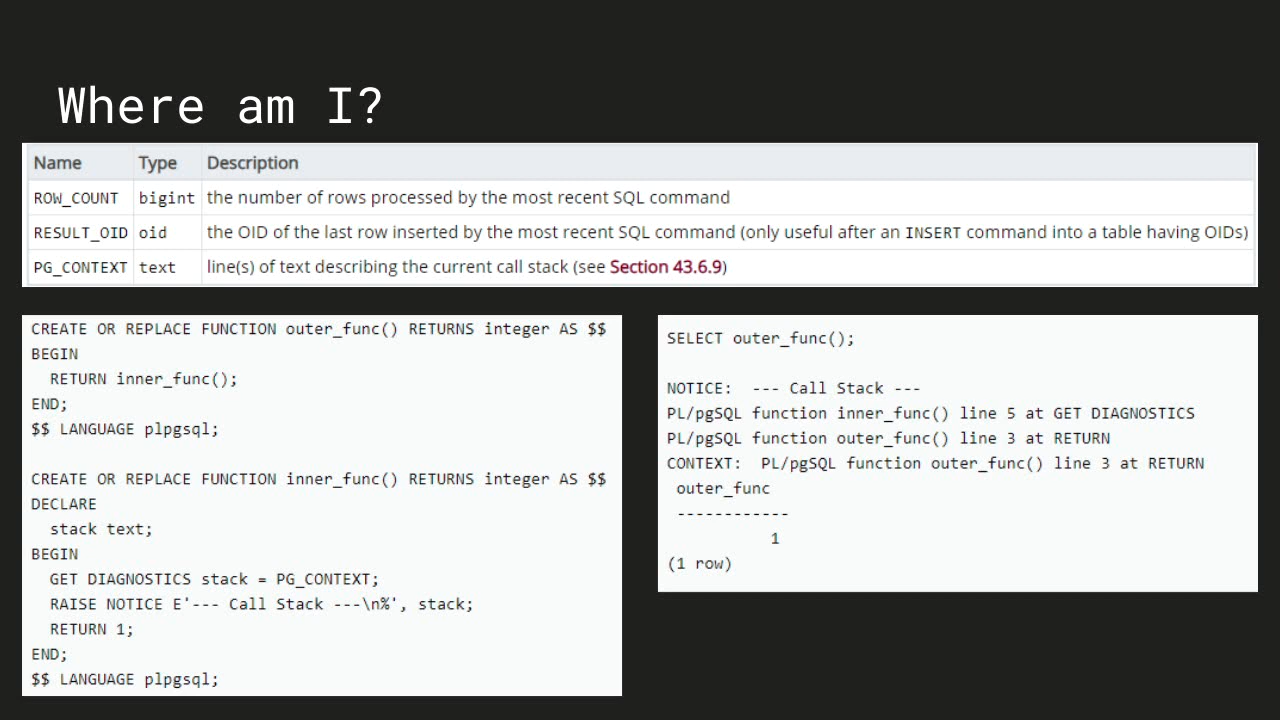 Where am I?
Name Type Description
ROW_COUNT bigint the number of rows processed by the most recent SQL command
RESULT_OID oid the OID of the last row inserted by the most recent SQL command (only useful after an INSERT command into a table having OIDs)
PG_CONTEXT text line(s) of text describing the current call stack (see Section 43.6.9)
CREATE OR REPLACE FUNCTION outer_func() RETURNS integer AS $$
BEGIN
  RETURN inner_func();
END;
$$ LANGUAGE plpgsql;
CREATE OR REPLACE FUNCTION inner_func() RETURNS integer AS $$
DECLARE
  stack text;
BEGIN
  GET DIAGNOSTICS stack = PG_CONTEXT;
  RAISE NOTICE E'--- Call Stack ---\n%', stack;
  RETURN 1;
END;
$$ LANGUAGE plpgsql;
SELECT outer_func();
NOTICE:  --- Call Stack ---
PL/pgSQL function inner_func() line 5 at GET DIAGNOSTICS
PL/pgSQL function outer_func() line 3 at RETURN
CONTEXT:  PL/pgSQL function outer_func() line 3 at RETURN
 outer_func
 ------------
           1
(1 row)